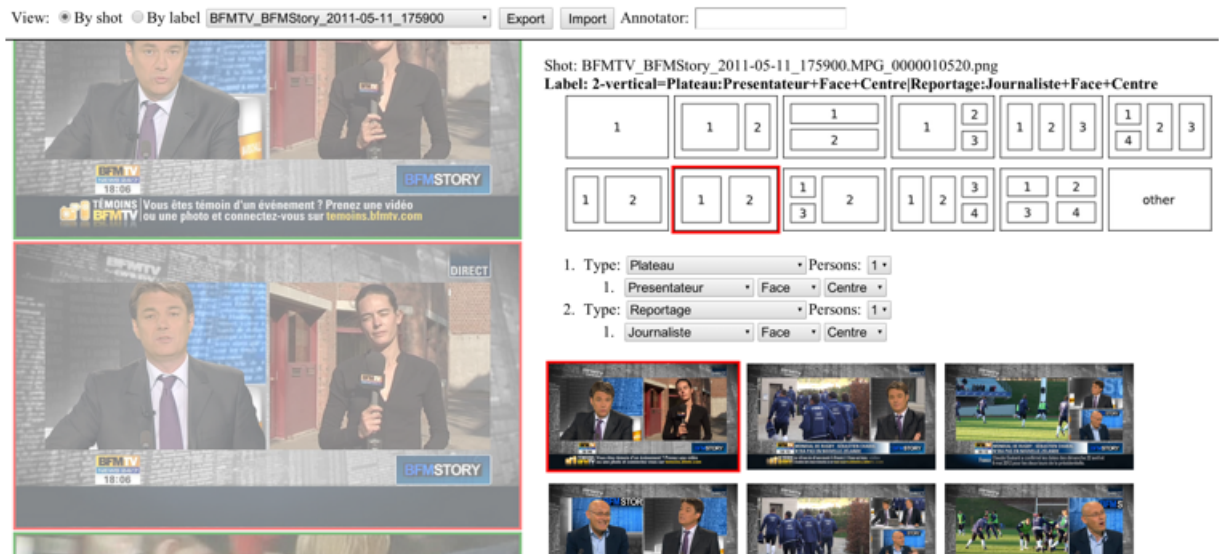 View: By shot By label BFMTV_BFMStory_2011-05-11_175900 Export Import Annotator:
BFMTV
18:06
BFMSTORY
TÉMOINS BFMTV
Vous êtes témoin d'un événement ? Prenez une vidéo
ou une photo et connectez-vous sur temoins.bfmtv.com
DIRECT
BFMTV
18:06
BFMSTORY
Shot: BFMTV_BFMStory_2011-05-11_175900.MPG_0000010520.png
Label: 2-vertical=Plateau:Presentateur+Face+Centre|Reportage:Journaliste+Face+Centre
1 1 2 1 2 1 2 3 1 2 3 1 4 2 3
1 2 1 2 1 3 2 1 2 3 4 1 2 3 4 other
1. Type: Plateau Persons: 1
1. Presentateur Face Centre
2. Type: Reportage Persons: 1
1. Journaliste Face Centre